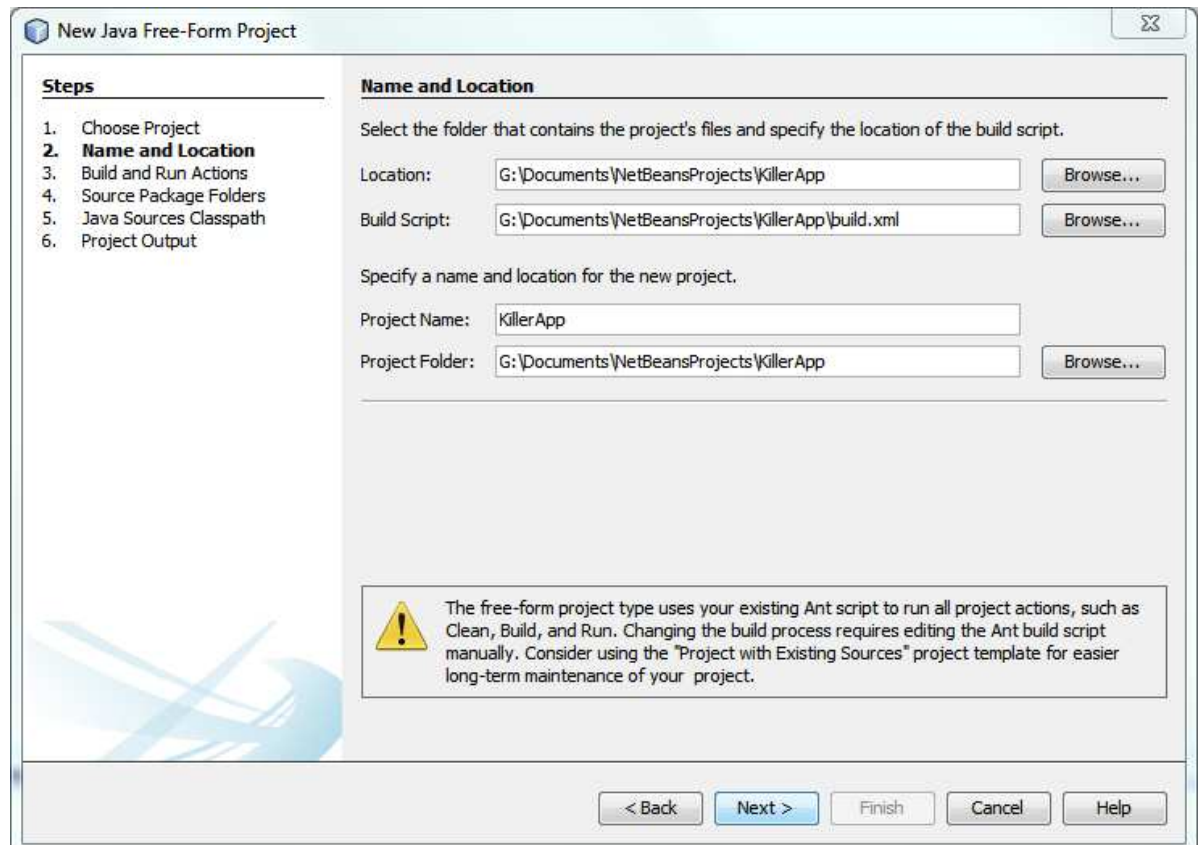 New Java Free-Form Project
Steps
1. Choose Project
2. Name and Location
3. Build and Run Actions
4. Source Package Folders
5. Java Sources Classpath
6. Project Output
Name and Location
Select the folder that contains the project's files and specify the location of the build script.
Location: G:\Documents\NetBeansProjects\KillerApp Browse...
Build Script: G:\Documents\NetBeansProjects\KillerApp\build.xml Browse...
Specify a name and location for the new project.
Project Name: KillerApp
Project Folder: G:\Documents\NetBeansProjects\KillerApp Browse...
The free-form project type uses your existing Ant script to run all project actions, such as
Clean, Build, and Run. Changing the build process requires editing the Ant build script
manually. Consider using the "Project with Existing Sources" project template for easier
long-term maintenance of your project.
< Back Next > Finish Cancel Help